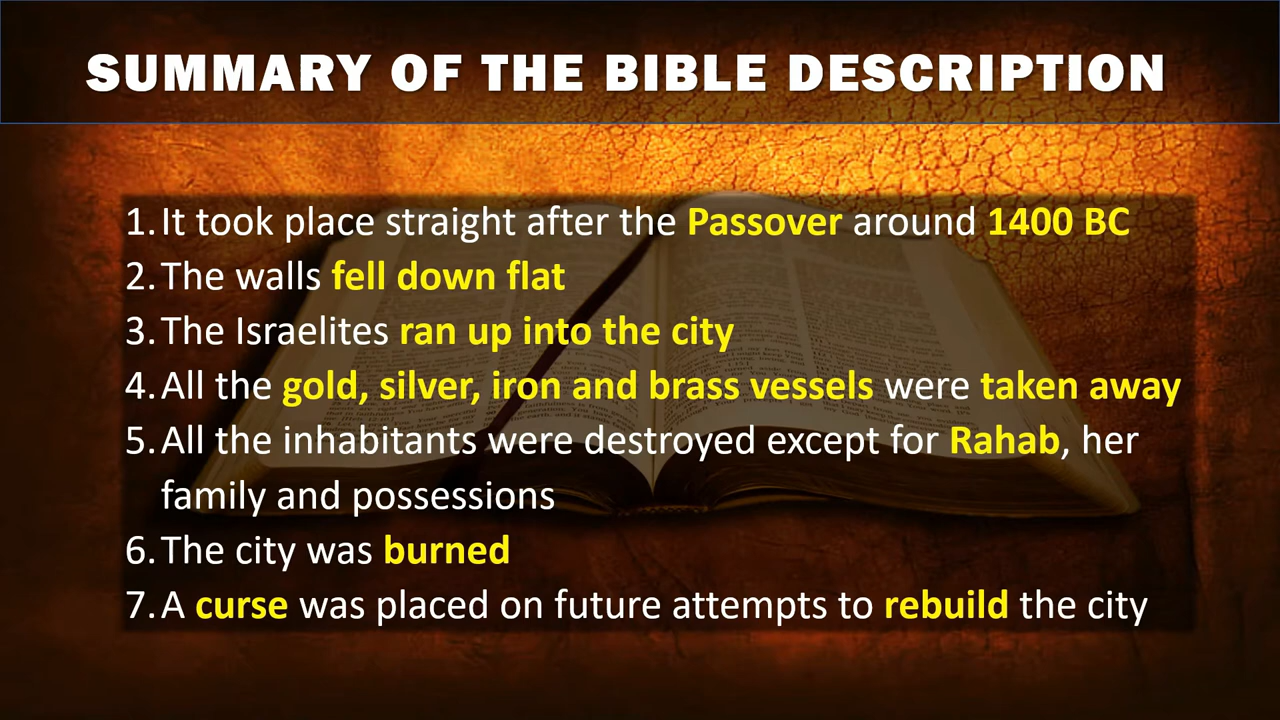 SUMMARY OF THE BIBLE DESCRIPTION
1. It took place straight after the Passover around 1400 BC
2. The walls fell down flat
3. The Israelites ran up into the city
4. All the gold, silver, iron and brass vessels were taken away
5. All the inhabitants were destroyed except for Rahab, her
family and possessions
6. The city was burned
7. A curse was placed on future attempts to rebuild the city